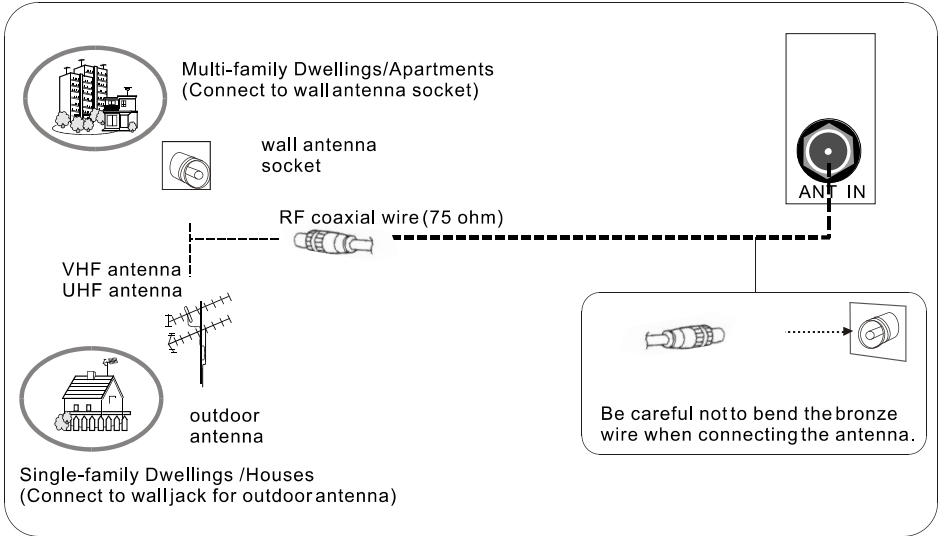 Multi-family Dwellings/Apartments
(Connect to wall antenna socket)
wall antenna
socket
ANT IN
RF coaxial wire (75 ohm)
VHF antenna
UHF antenna
outdoor
antenna
Be careful not to bend the bronze
wire when connecting the antenna.
Single-family Dwellings /Houses
(Connect to wall jack for outdoor antenna)